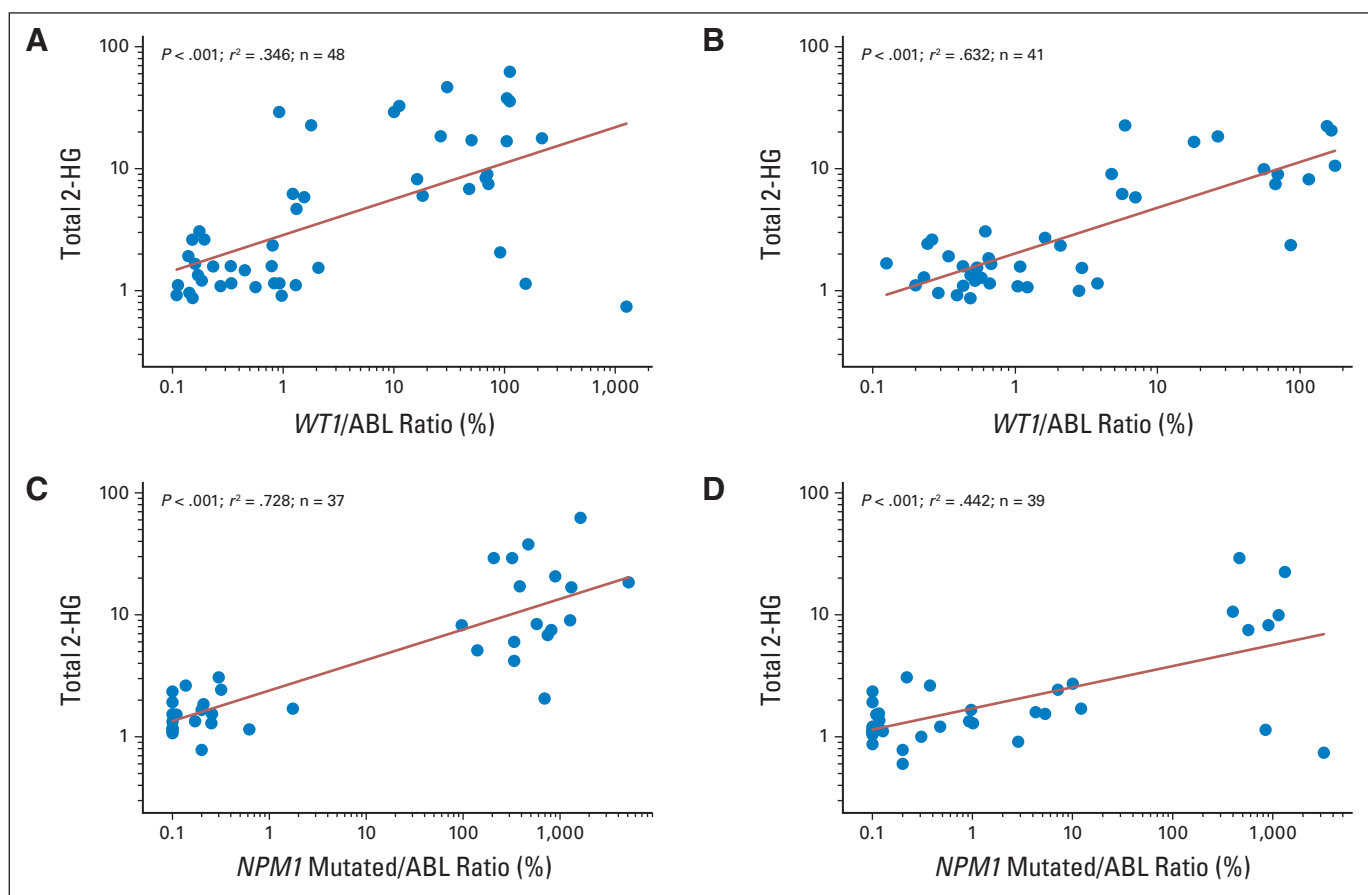 A
P < .001; r² = .346; n = 48
100
10
1
Total 2-HG
0.1 1 10 100 1,000
WT1/ABL Ratio (%)
B
P < .001; r² = .632; n = 41
100
10
1
Total 2-HG
0.1 1 10 100
WT1/ABL Ratio (%)
C
P < .001; r² = .728; n = 37
100
10
1
Total 2-HG
0.1 1 10 100 1,000
NPM1 Mutated/ABL Ratio (%)
D
P < .001; r² = .442; n = 39
100
10
1
Total 2-HG
0.1 1 10 100 1,000
NPM1 Mutated/ABL Ratio (%)